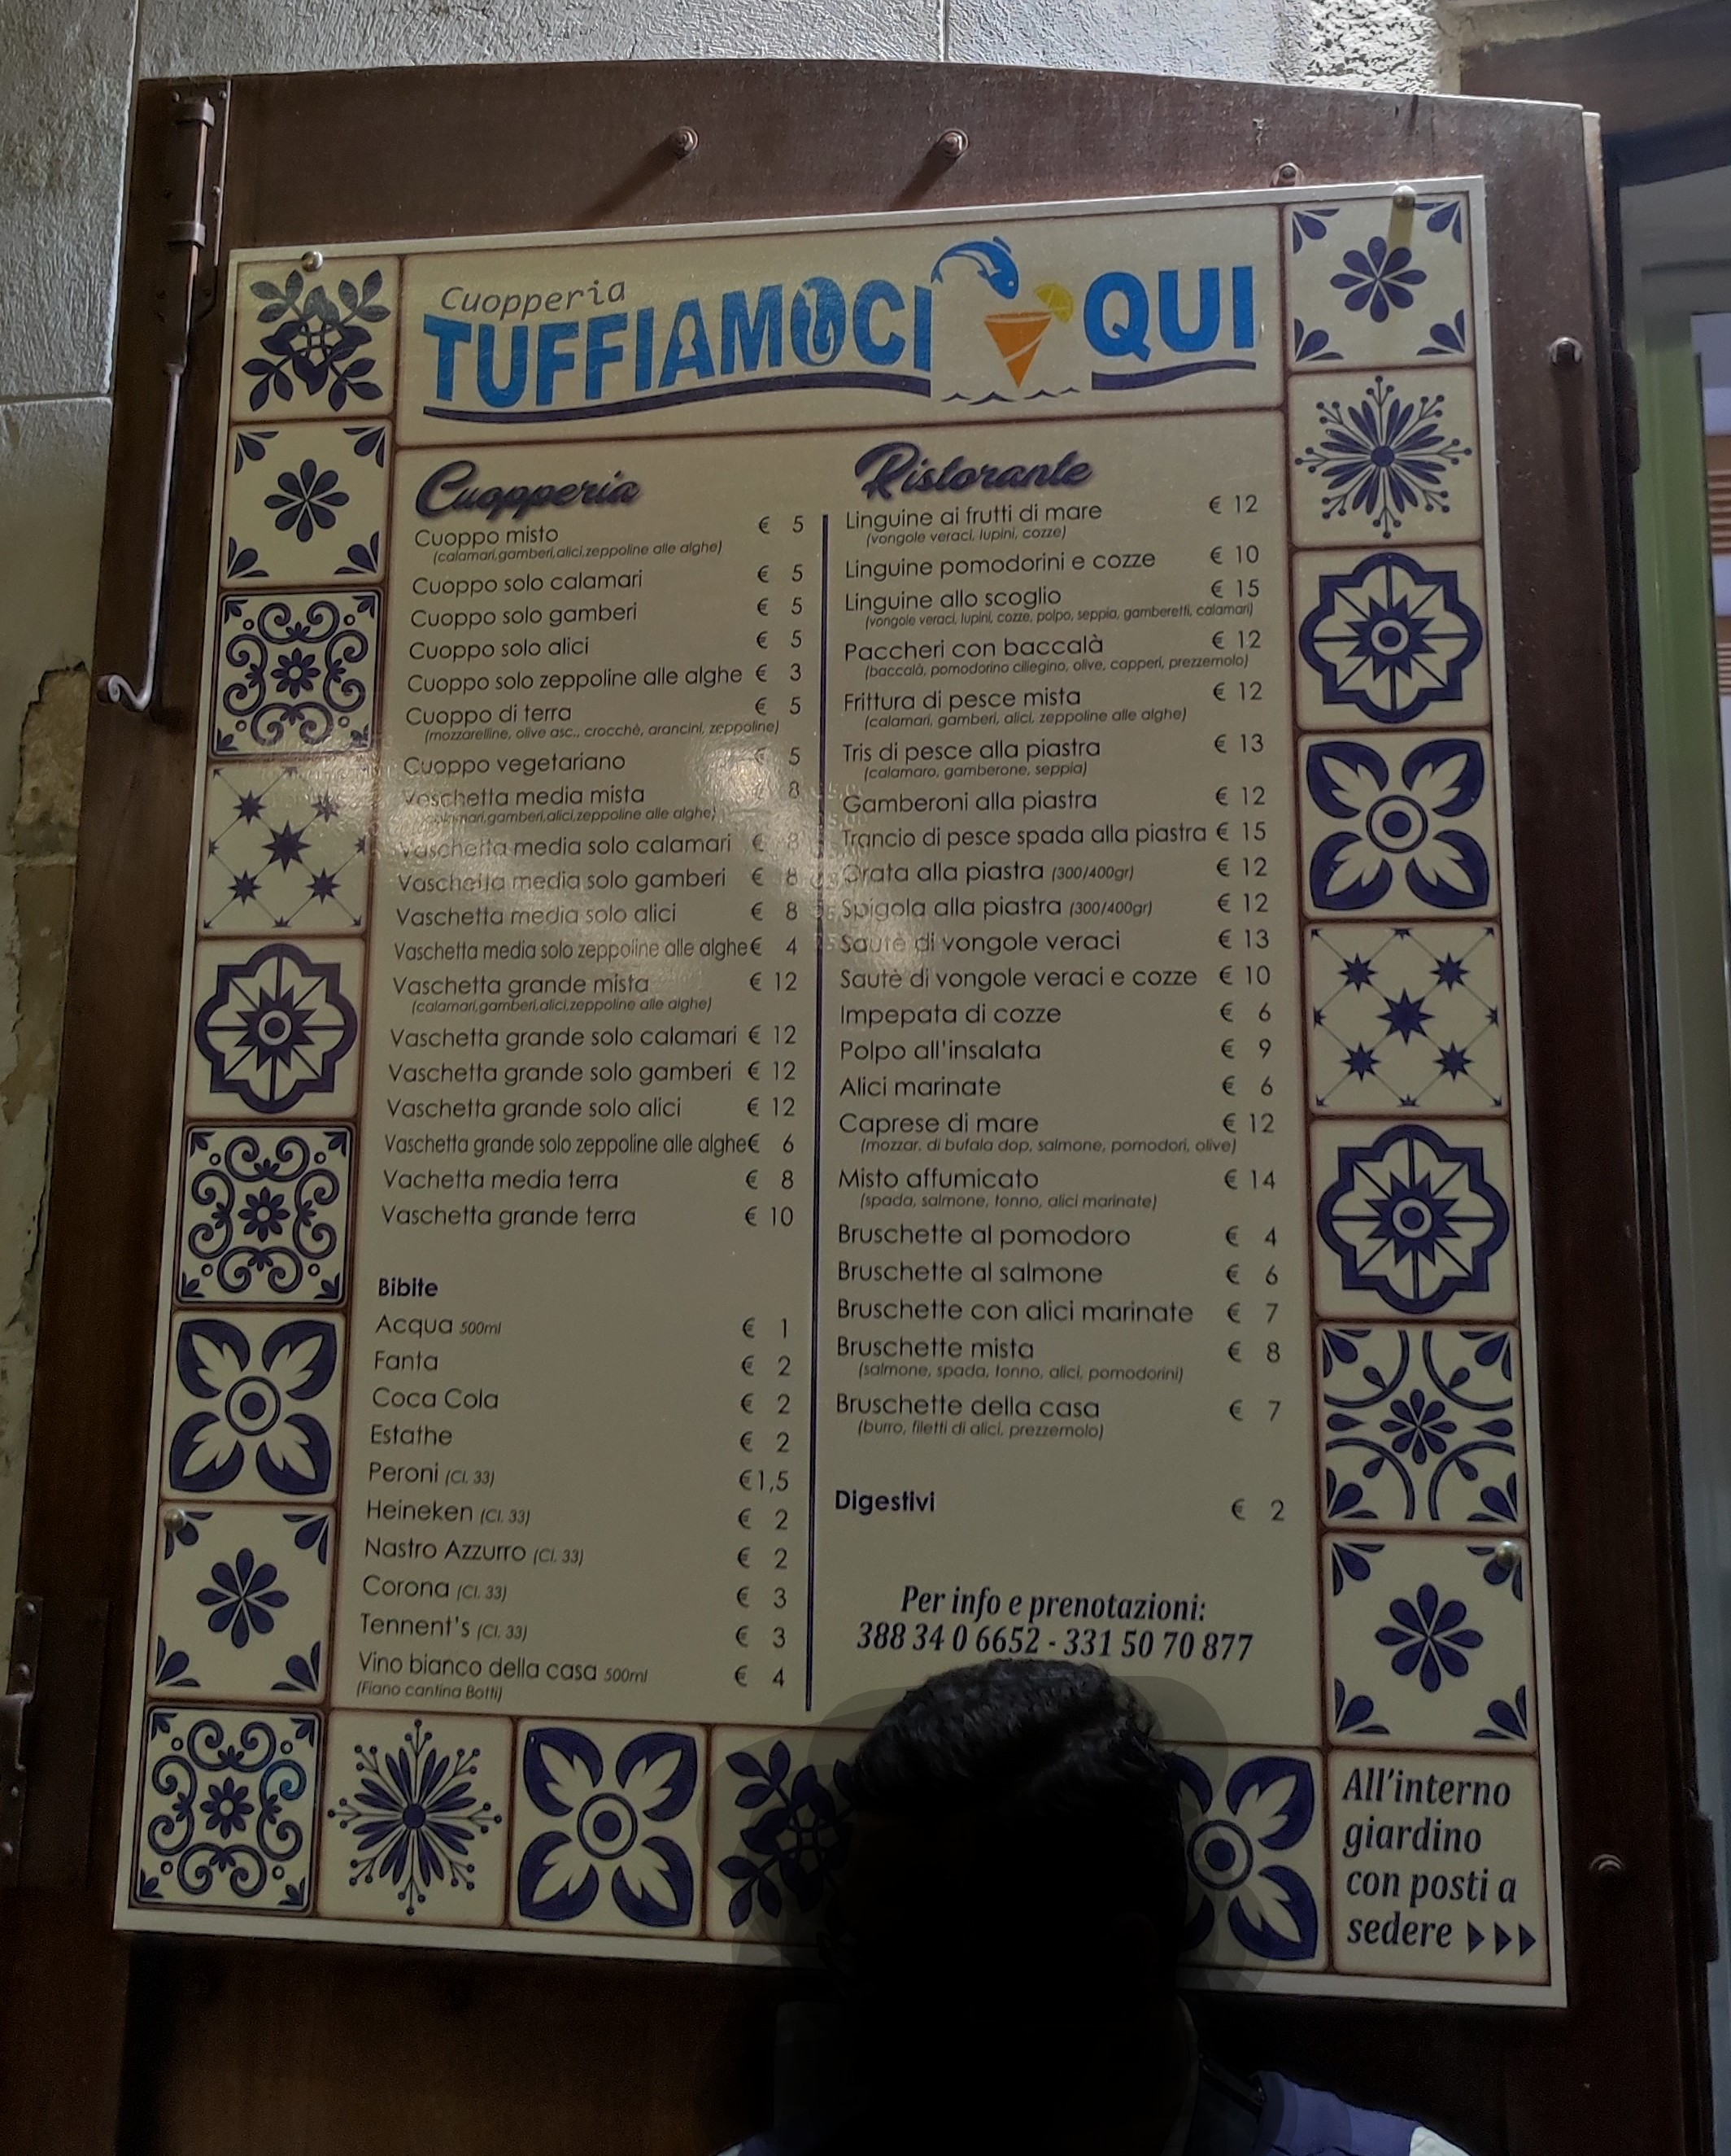 Cuopperia
TUFFIAMOCI QUI
Cuopperia
Cuoppo misto € 5
(calamari,gamberi,alici,zeppoline alle alghe)
Cuoppo solo calamari € 5
Cuoppo solo gamberi € 5
Cuoppo solo alici € 5
Cuoppo solo zeppoline alle alghe € 3
Cuoppo di terra € 5
(mozzarelline, olive asc., crocchè, arancini, zeppoline)
Cuoppo vegetariano € 5
Vaschetta media mista € 8
(calamari,gamberi,alici,zeppoline alle alghe)
Vaschetta media solo calamari € 8
Vaschetta media solo gamberi € 8
Vaschetta media solo alici € 8
Vaschetta media solo zeppoline alle alghe € 4
Vaschetta grande mista € 12
(calamari,gamberi,alici,zeppoline alle alghe)
Vaschetta grande solo calamari € 12
Vaschetta grande solo gamberi € 12
Vaschetta grande solo alici € 12
Vaschetta grande solo zeppoline alle alghe € 6
Vachetta media terra € 8
Vaschetta grande terra € 10
Bibite
Acqua 500ml € 1
Fanta € 2
Coca Cola € 2
Estathe € 2
Peroni (Cl. 33) €1,5
Heineken (Cl. 33) € 2
Nastro Azzurro (Cl. 33) € 2
Corona (Cl. 33) € 3
Tennent's (Cl. 33) € 3
Vino bianco della casa 500ml € 4
(Fiano cantina Botti)
Ristorante
Linguine ai frutti di mare € 12
(vongole veraci, lupini, cozze)
Linguine pomodorini e cozze € 10
Linguine allo scoglio € 15
(vongole veraci, lupini, cozze, polpo, seppia, gamberetti, calamari)
Paccheri con baccalà € 12
(baccalà, pomodorino ciliegino, olive, capperi, prezzemolo)
Frittura di pesce mista € 12
(calamari, gamberi, alici, zeppoline alle alghe)
Tris di pesce alla piastra € 13
(calamaro, gamberone, seppia)
Gamberoni alla piastra € 12
Trancio di pesce spada alla piastra € 15
Orata alla piastra (300/400gr) € 12
Spigola alla piastra (300/400gr) € 12
Sautè di vongole veraci € 13
Sautè di vongole veraci e cozze € 10
Impepata di cozze € 6
Polpo all'insalata € 9
Alici marinate € 6
Caprese di mare € 12
(mozzar. di bufala dop, salmone, pomodori, olive)
Misto affumicato € 14
(spada, salmone, tonno, alici marinate)
Bruschette al pomodoro € 4
Bruschette al salmone € 6
Bruschette con alici marinate € 7
Bruschette mista € 8
(salmone, spada, tonno, alici, pomodorini)
Bruschette della casa € 7
(burro, filetti di alici, prezzemolo)
Digestivi € 2
Per info e prenotazioni:
388 34 0 6652 - 331 50 70 877
All'interno
giardino
con posti a
sedere